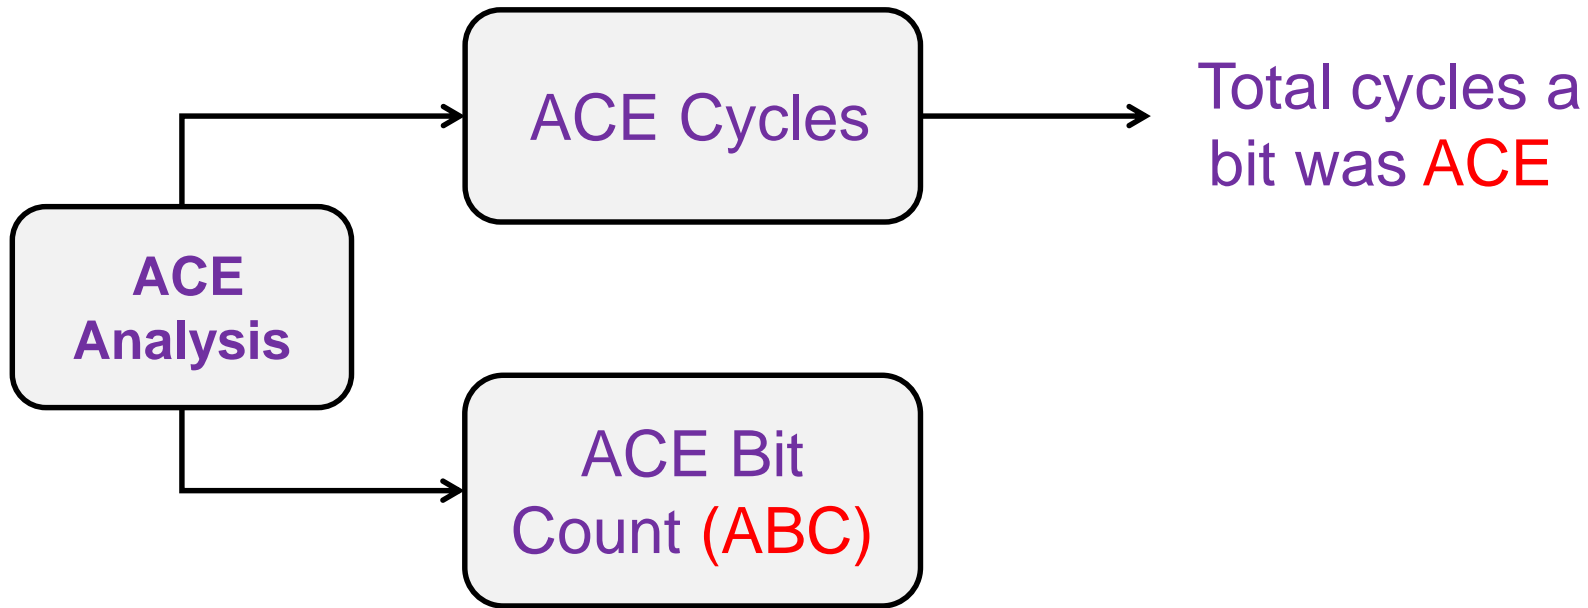 ACE Cycles
Total cycles a
bit was ACE
ACE
Analysis
ACE Bit
Count (ABC)